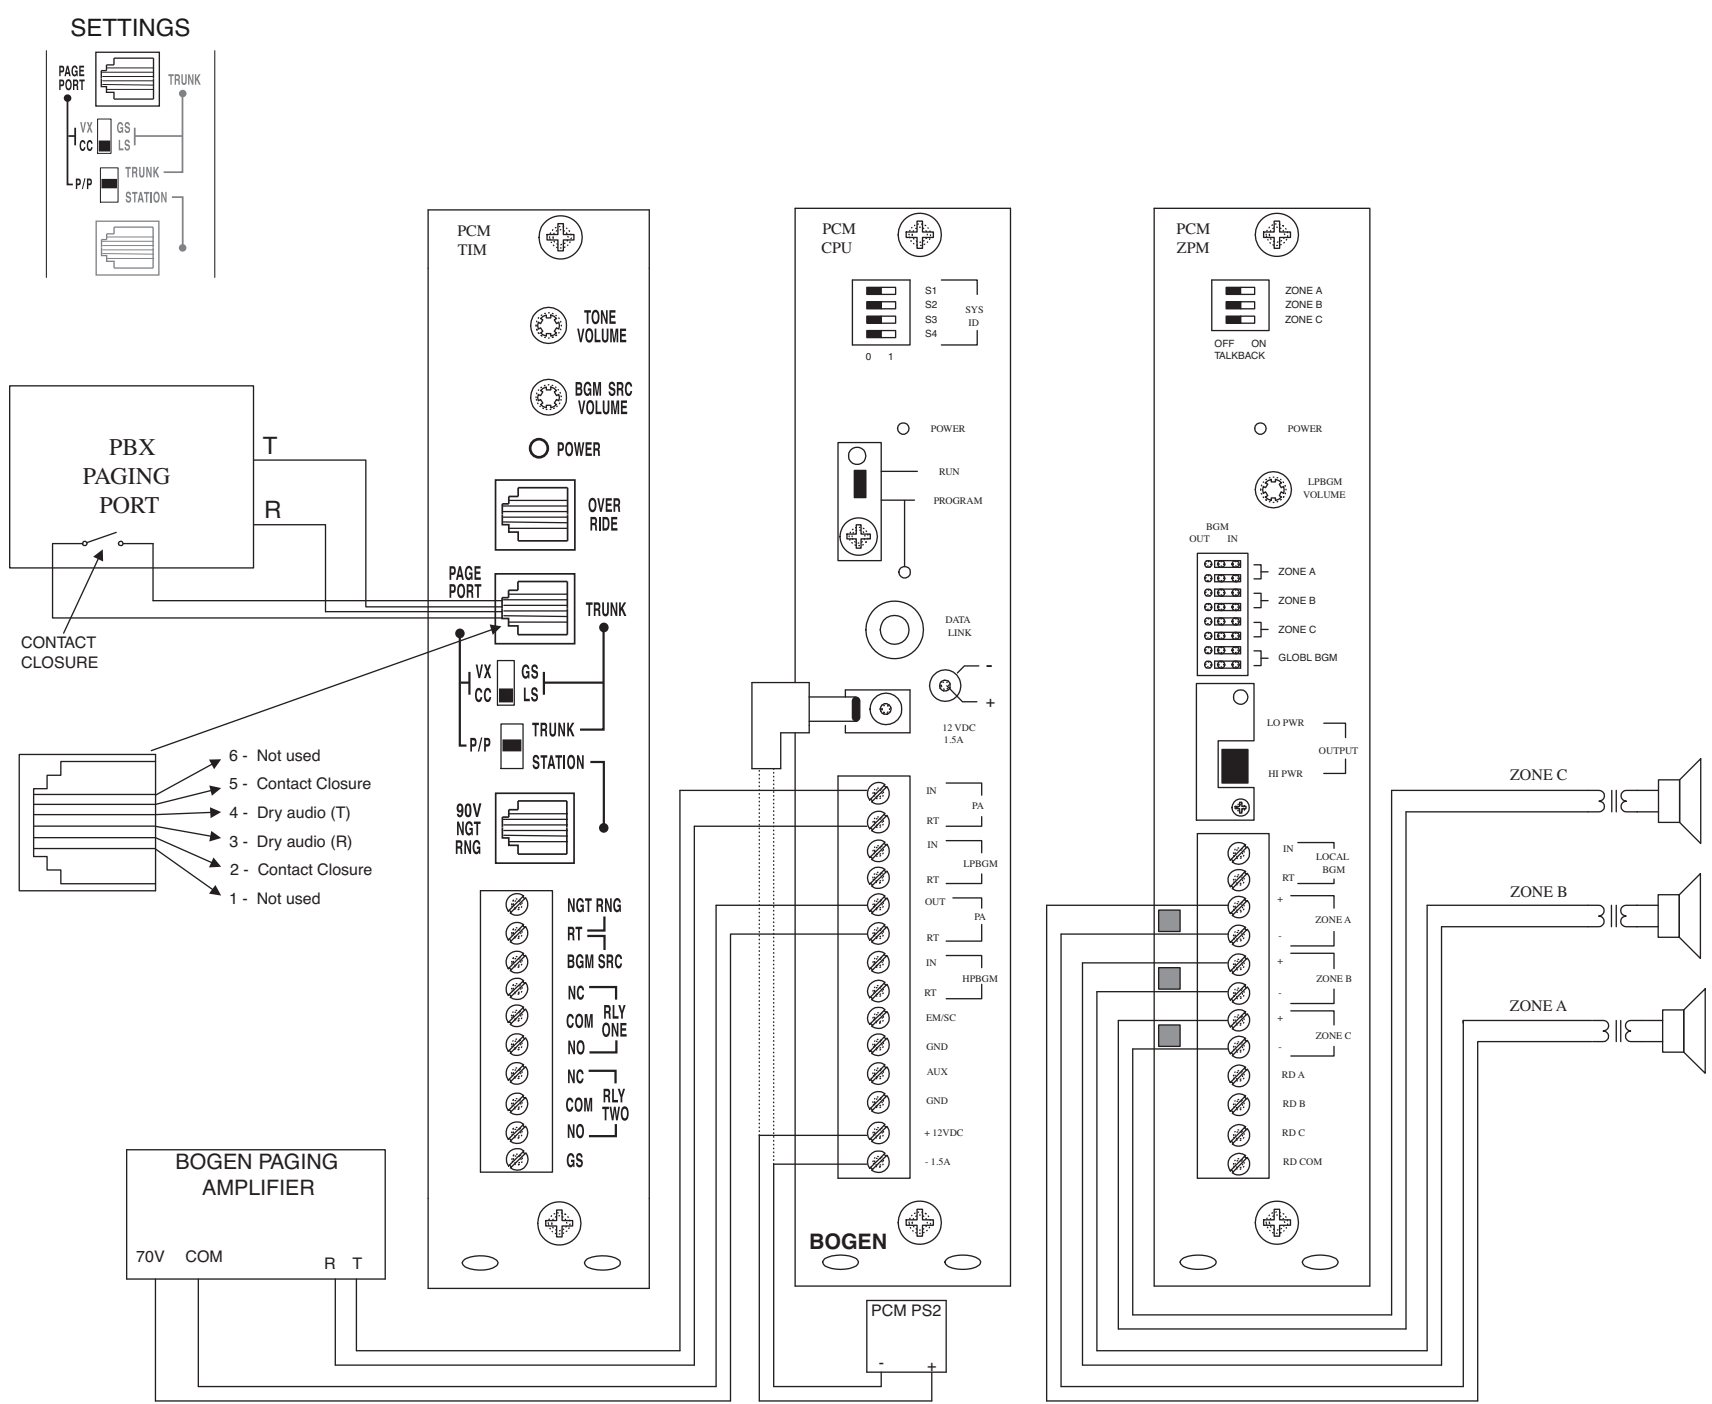 SETTINGS
PAGE
PORT
TRUNK
VX
GS
CC
LS
P/P
TRUNK
STATION
PBX
PAGING
PORT
T
R
CONTACT
CLOSURE
6 - Not used
5 - Contact Closure
4 - Dry audio (T)
3 - Dry audio (R)
2 - Contact Closure
1 - Not used
BOGEN PAGING
AMPLIFIER
70V
COM
R
T
PCM
TIM
TONE
VOLUME
BGM SRC
VOLUME
POWER
OVER
RIDE
PAGE
PORT
TRUNK
VX
GS
CC
LS
P/P
TRUNK
STATION
90V
NGT
RNG
NGT RNG
RT
BGM SRC
NC
COM
NO
RLY
ONE
NC
COM
NO
RLY
TWO
GS
PCM
CPU
S1
S2
S3
S4
SYS
ID
0 1
POWER
RUN
PROGRAM
DATA
LINK
-
+
12 VDC
1.5A
IN
PA
RT
IN
LPBGM
RT
OUT
PA
RT
IN
HPBGM
RT
EM/SC
GND
AUX
GND
+ 12VDC
- 1.5A
BOGEN
PCM PS2
- +
PCM
ZPM
ZONE A
ZONE B
ZONE C
OFF ON
TALKBACK
POWER
LPBGM
VOLUME
BGM
OUT IN
ZONE A
ZONE B
ZONE C
GLOBL BGM
LO PWR
OUTPUT
HI PWR
IN
LOCAL
BGM
RT
+
ZONE A
-
+
ZONE B
-
+
ZONE C
-
RD A
RD B
RD C
RD COM
ZONE C
ZONE B
ZONE A